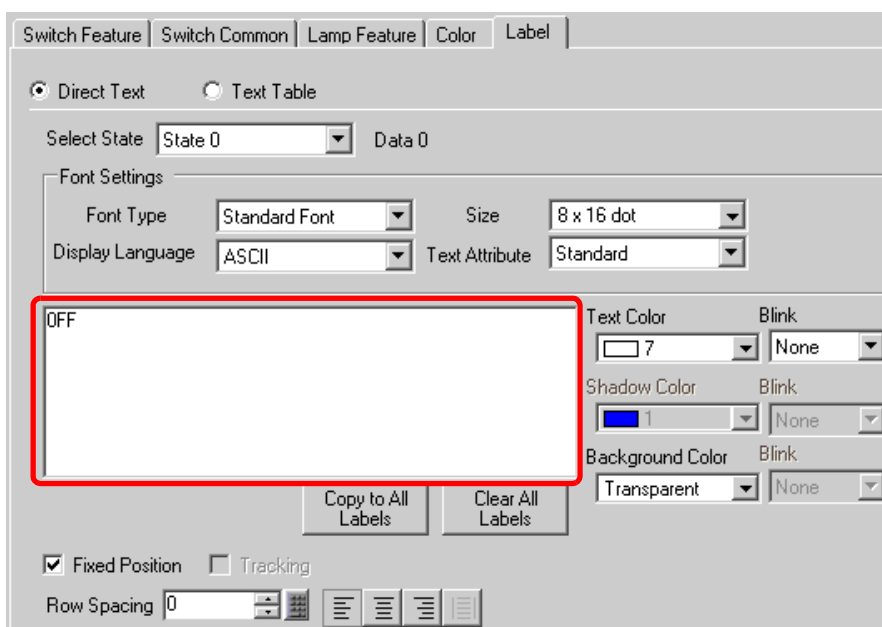 Switch Feature Switch Common Lamp Feature Color Label
Direct Text Text Table
Select State State 0 Data 0
Font Settings
Font Type Standard Font Size 8 x 16 dot
Display Language ASCII Text Attribute Standard
OFF
Text Color Blink
7 None
Shadow Color Blink
1 None
Background Color Blink
Transparent None
Copy to All Labels Clear All Labels
Fixed Position Tracking
Row Spacing 0